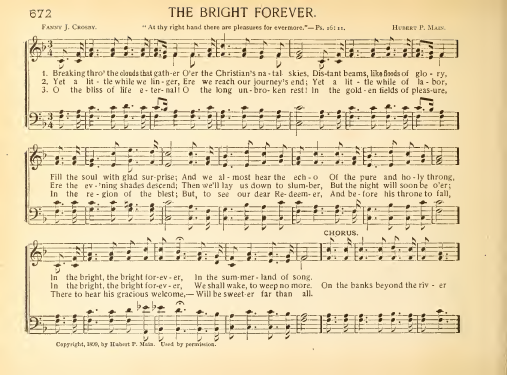 672
THE BRIGHT FOREVER.
FANNY J. CROSBY.
"At thy right hand there are pleasures for evermore."—Ps. 16:11.
HUBERT P. MAIN.
1. Breaking thro' the clouds that gath-er O'er the Christian's na-tal skies, Dis-tant beams, like floods of glo-ry,
2. Yet a lit-tle while we lin-ger, Ere we reach our journey's end; Yet a lit-tle while of la-bor,
3. O the bliss of life e-ter-nal! O the long un-bro-ken rest! In the gold-en fields of pleas-ure,
Fill the soul with glad sur-prise; And we al-most hear the ech-o Of the pure and ho-ly throng,
Ere the ev-'ning shades descend; Then we'll lay us down to slum-ber, But the night will soon be o'er;
In the re-gion of the blest; But, to see our dear Re-deem-er, And be-fore his throne to fall,
CHORUS.
In the bright, the bright for-ev-er, In the sum-mer-land of song.
In the bright, the bright for-ev-er, We shall wake, to weep no more. On the banks beyond the riv-er
There to hear his gracious welcome,—Will be sweet-er far than all.
Copyright, by Hubert P. Main. Used by permission.